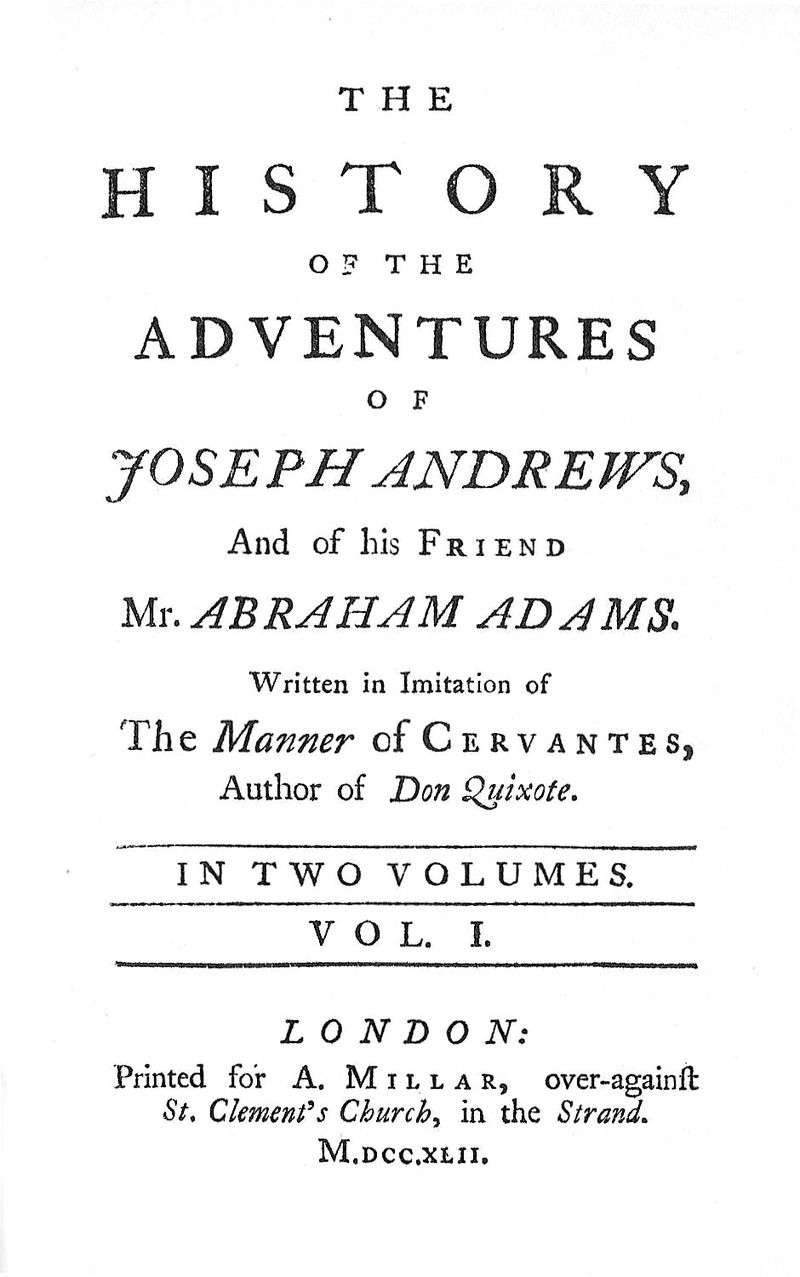 THE
HISTORY
OF THE
ADVENTURES
OF
JOSEPH ANDREWS,
And of his FRIEND
Mr. ABRAHAM ADAMS.
Written in Imitation of
The Manner of CERVANTES,
Author of Don Quixote.
IN TWO VOLUMES.
VOL. I.
LONDON:
Printed for A. MILLAR, over-againſt
St. Clement's Church, in the Strand.
M.DCC.XLII.